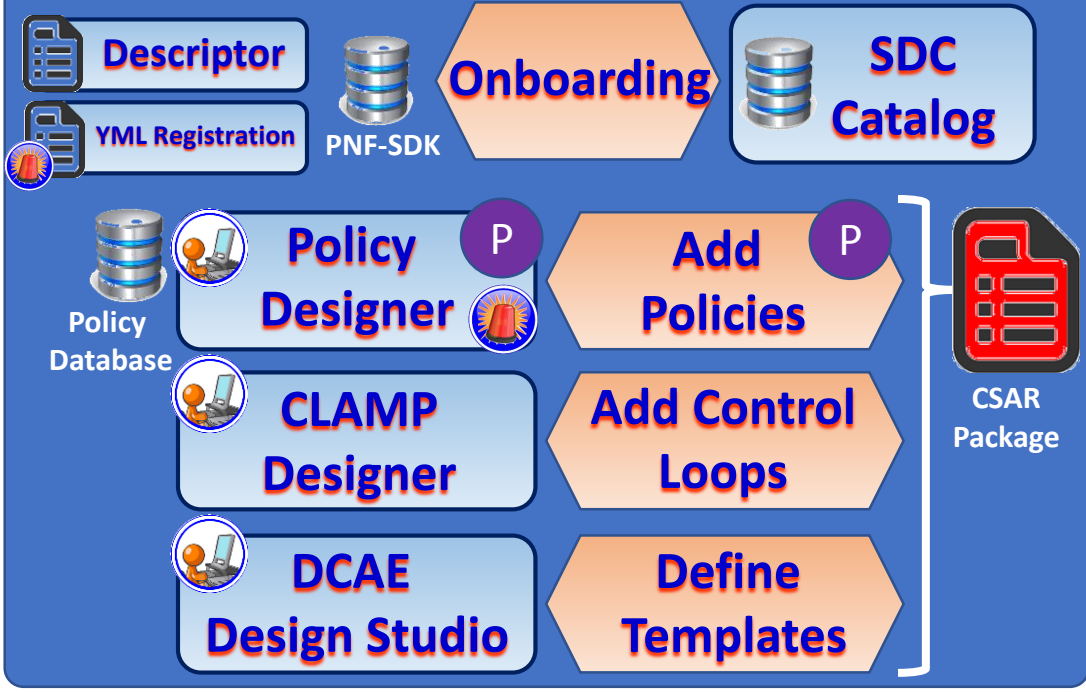 Descriptor
YML Registration
PNF-SDK
Onboarding
SDC
Catalog
Policy
Database
Policy
Designer
P
Add
Policies
P
CLAMP
Designer
Add Control
Loops
DCAE
Design Studio
Define
Templates
CSAR
Package